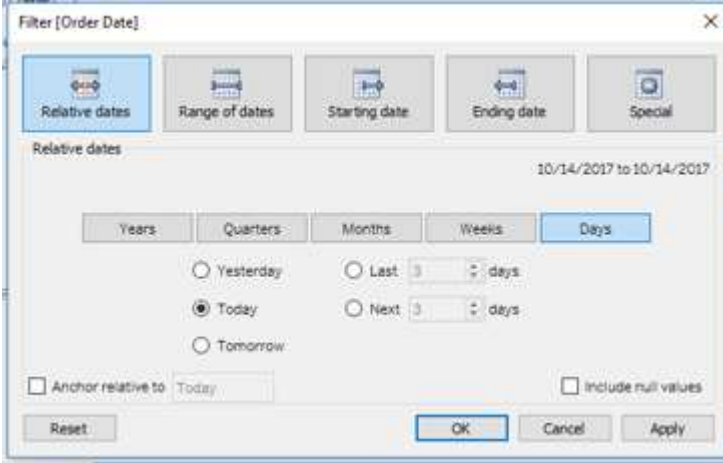 Filter [Order Date]
Relative dates
Range of dates
Starting date
Ending date
Special
Relative dates
10/14/2017 to 10/14/2017
Years
Quarters
Months
Weeks
Days
Yesterday
Last 3 days
Today
Next 3 days
Tomorrow
Anchor relative to Today
Include null values
Reset
OK
Cancel
Apply